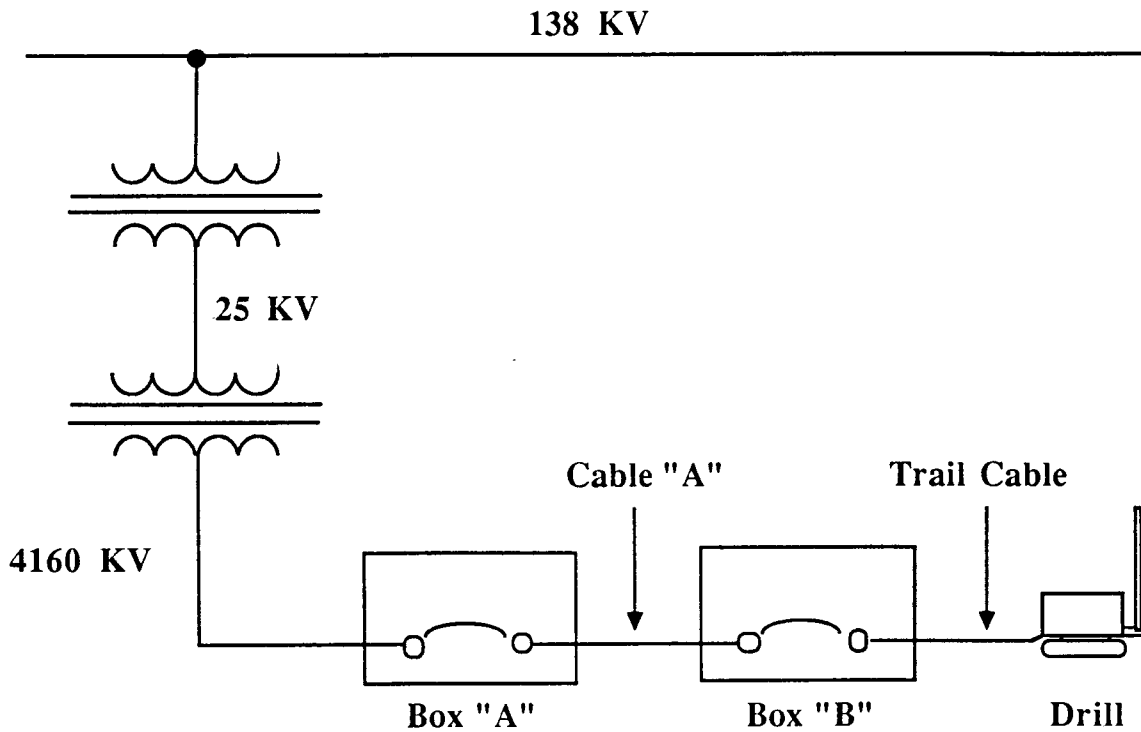 138 KV
25 KV
Cable "A"
Trail Cable
4160 KV
Box "A"
Box "B"
Drill